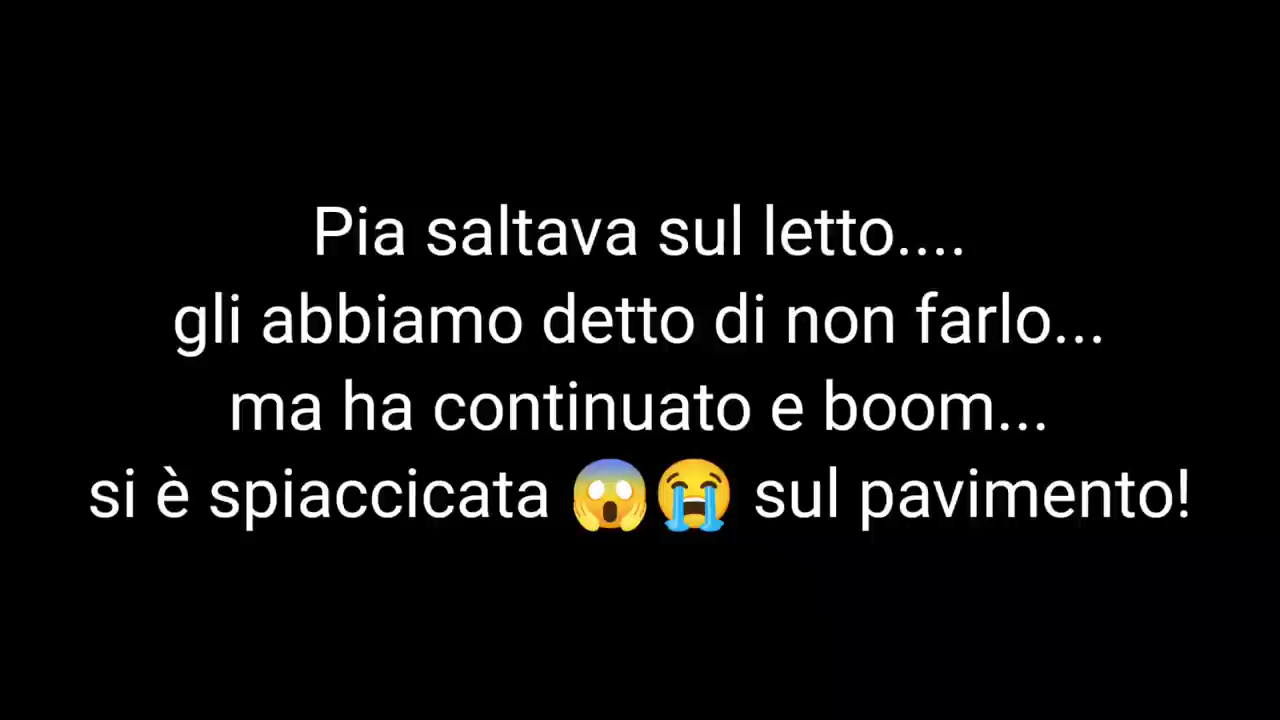 Pia saltava sul letto....
gli abbiamo detto di non farlo...
ma ha continuato e boom...
si è spiaccicata 😱😭 sul pavimento!